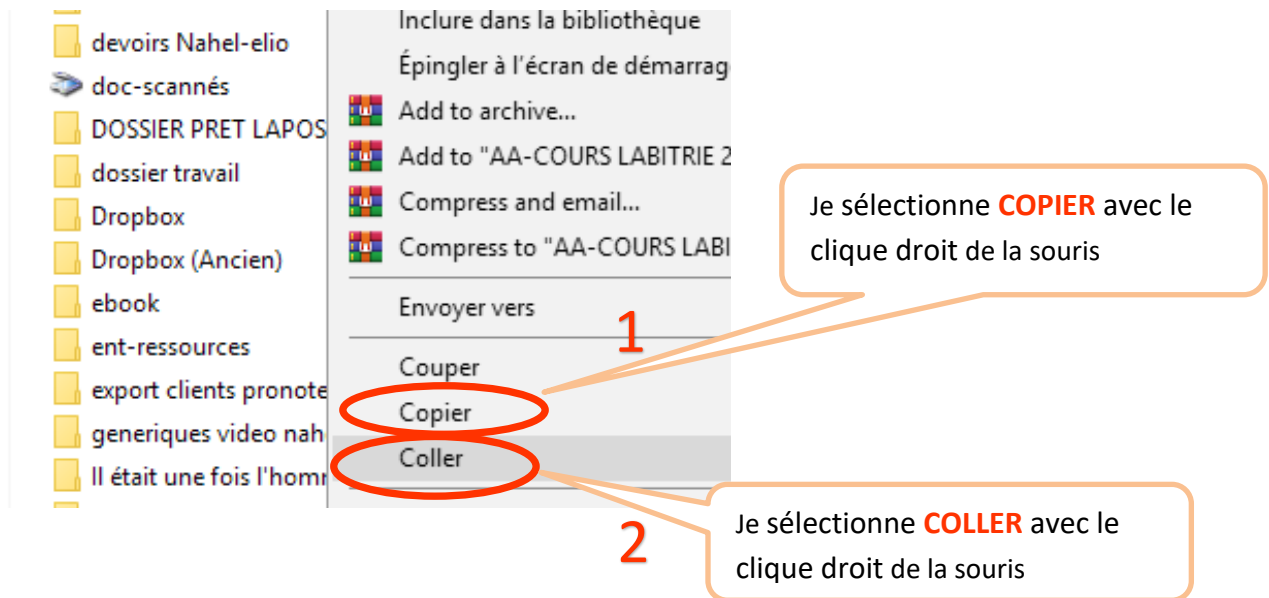 devoirs Nahel-elio
doc-scannés
DOSSIER PRET LAPOS
dossier travail
Dropbox
Dropbox (Ancien)
ebook
ent-ressources
export clients pronote
generiques video nah
Il était une fois l'homm
Inclure dans la bibliothèque
Épingler à l'écran de démarrag
Add to archive...
Add to "AA-COURS LABITRIE 2
Compress and email...
Compress to "AA-COURS LABI
Envoyer vers
Couper
Copier
Coller
1
Je sélectionne COPIER avec le
clique droit de la souris
2
Je sélectionne COLLER avec le
clique droit de la souris